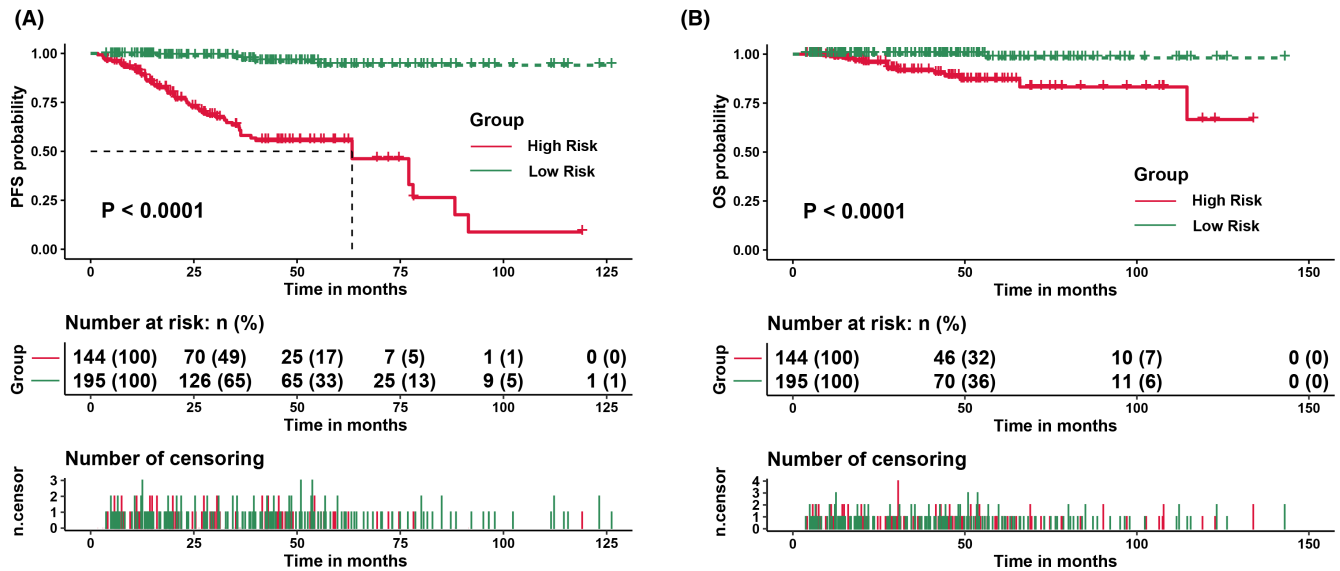 (A)
PFS probability
1.00
0.75
0.50
0.25
0.00
P < 0.0001
Group
High Risk
Low Risk
0 25 50 75 100 125
Time in months
Number at risk: n (%)
Group
144 (100) 70 (49) 25 (17) 7 (5) 1 (1) 0 (0)
195 (100) 126 (65) 65 (33) 25 (13) 9 (5) 1 (1)
0 25 50 75 100 125
Time in months
Number of censoring
n.censor
3
2
1
0
0 25 50 75 100 125
Time in months
(B)
OS probability
1.00
0.75
0.50
0.25
0.00
P < 0.0001
Group
High Risk
Low Risk
0 50 100 150
Time in months
Number at risk: n (%)
Group
144 (100) 46 (32) 10 (7) 0 (0)
195 (100) 70 (36) 11 (6) 0 (0)
0 50 100 150
Time in months
Number of censoring
n.censor
4
3
2
1
0
0 50 100 150
Time in months